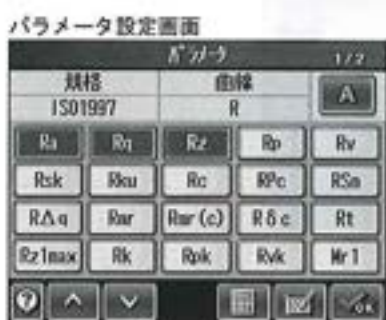 パラメータ設定画面
ﾊﾟﾗﾒｰﾀ 1/2
規格 曲線 A
ISO1997 R
Ra Rq Rz Rp Rv
Rsk Rku Rc RPc RSm
RΔq Rmr Rmr(c) Rδc Rt
Rz1max Rk Rpk Rvk Mr1
? OK